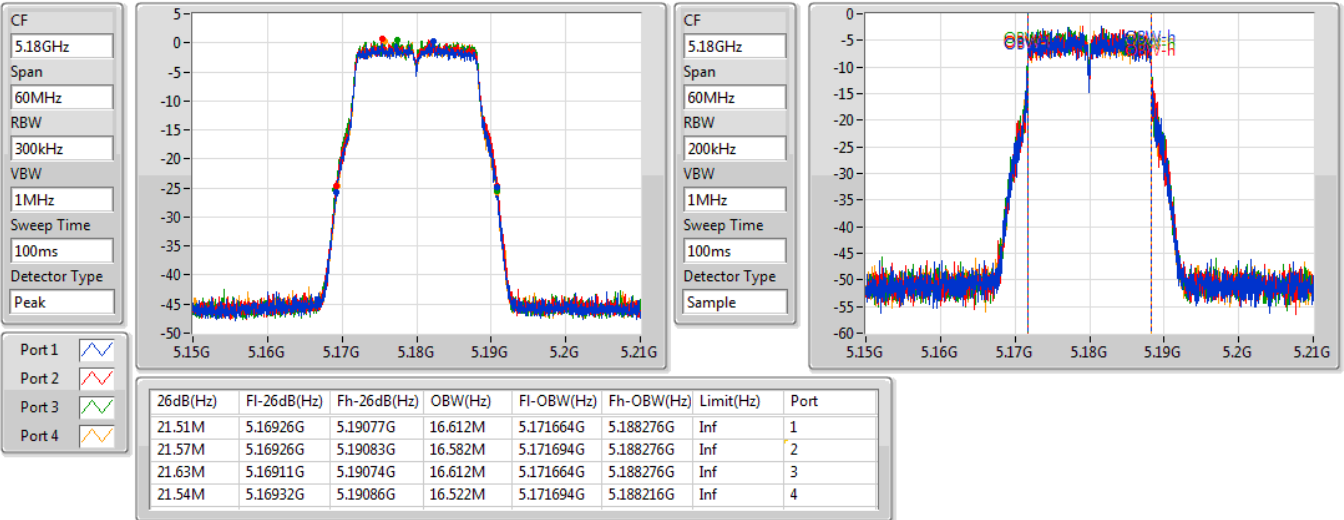 CF
5.18GHz
Span
60MHz
RBW
300kHz
VBW
1MHz
Sweep Time
100ms
Detector Type
Peak
5
0
-5
-10
-15
-20
-25
-30
-35
-40
-45
-50
5.15G 5.16G 5.17G 5.18G 5.19G 5.2G 5.21G
CF
5.18GHz
Span
60MHz
RBW
200kHz
VBW
1MHz
Sweep Time
100ms
Detector Type
Sample
0
-5
-10
-15
-20
-25
-30
-35
-40
-45
-50
-55
-60
5.15G 5.16G 5.17G 5.18G 5.19G 5.2G 5.21G
Port 1
Port 2
Port 3
Port 4
26dB(Hz) Fl-26dB(Hz) Fh-26dB(Hz) OBW(Hz) Fl-OBW(Hz) Fh-OBW(Hz) Limit(Hz) Port
21.51M 5.16926G 5.19077G 16.612M 5.171664G 5.188276G Inf 1
21.57M 5.16926G 5.19083G 16.582M 5.171694G 5.188276G Inf 2
21.63M 5.16911G 5.19074G 16.612M 5.171664G 5.188276G Inf 3
21.54M 5.16932G 5.19086G 16.522M 5.171694G 5.188216G Inf 4